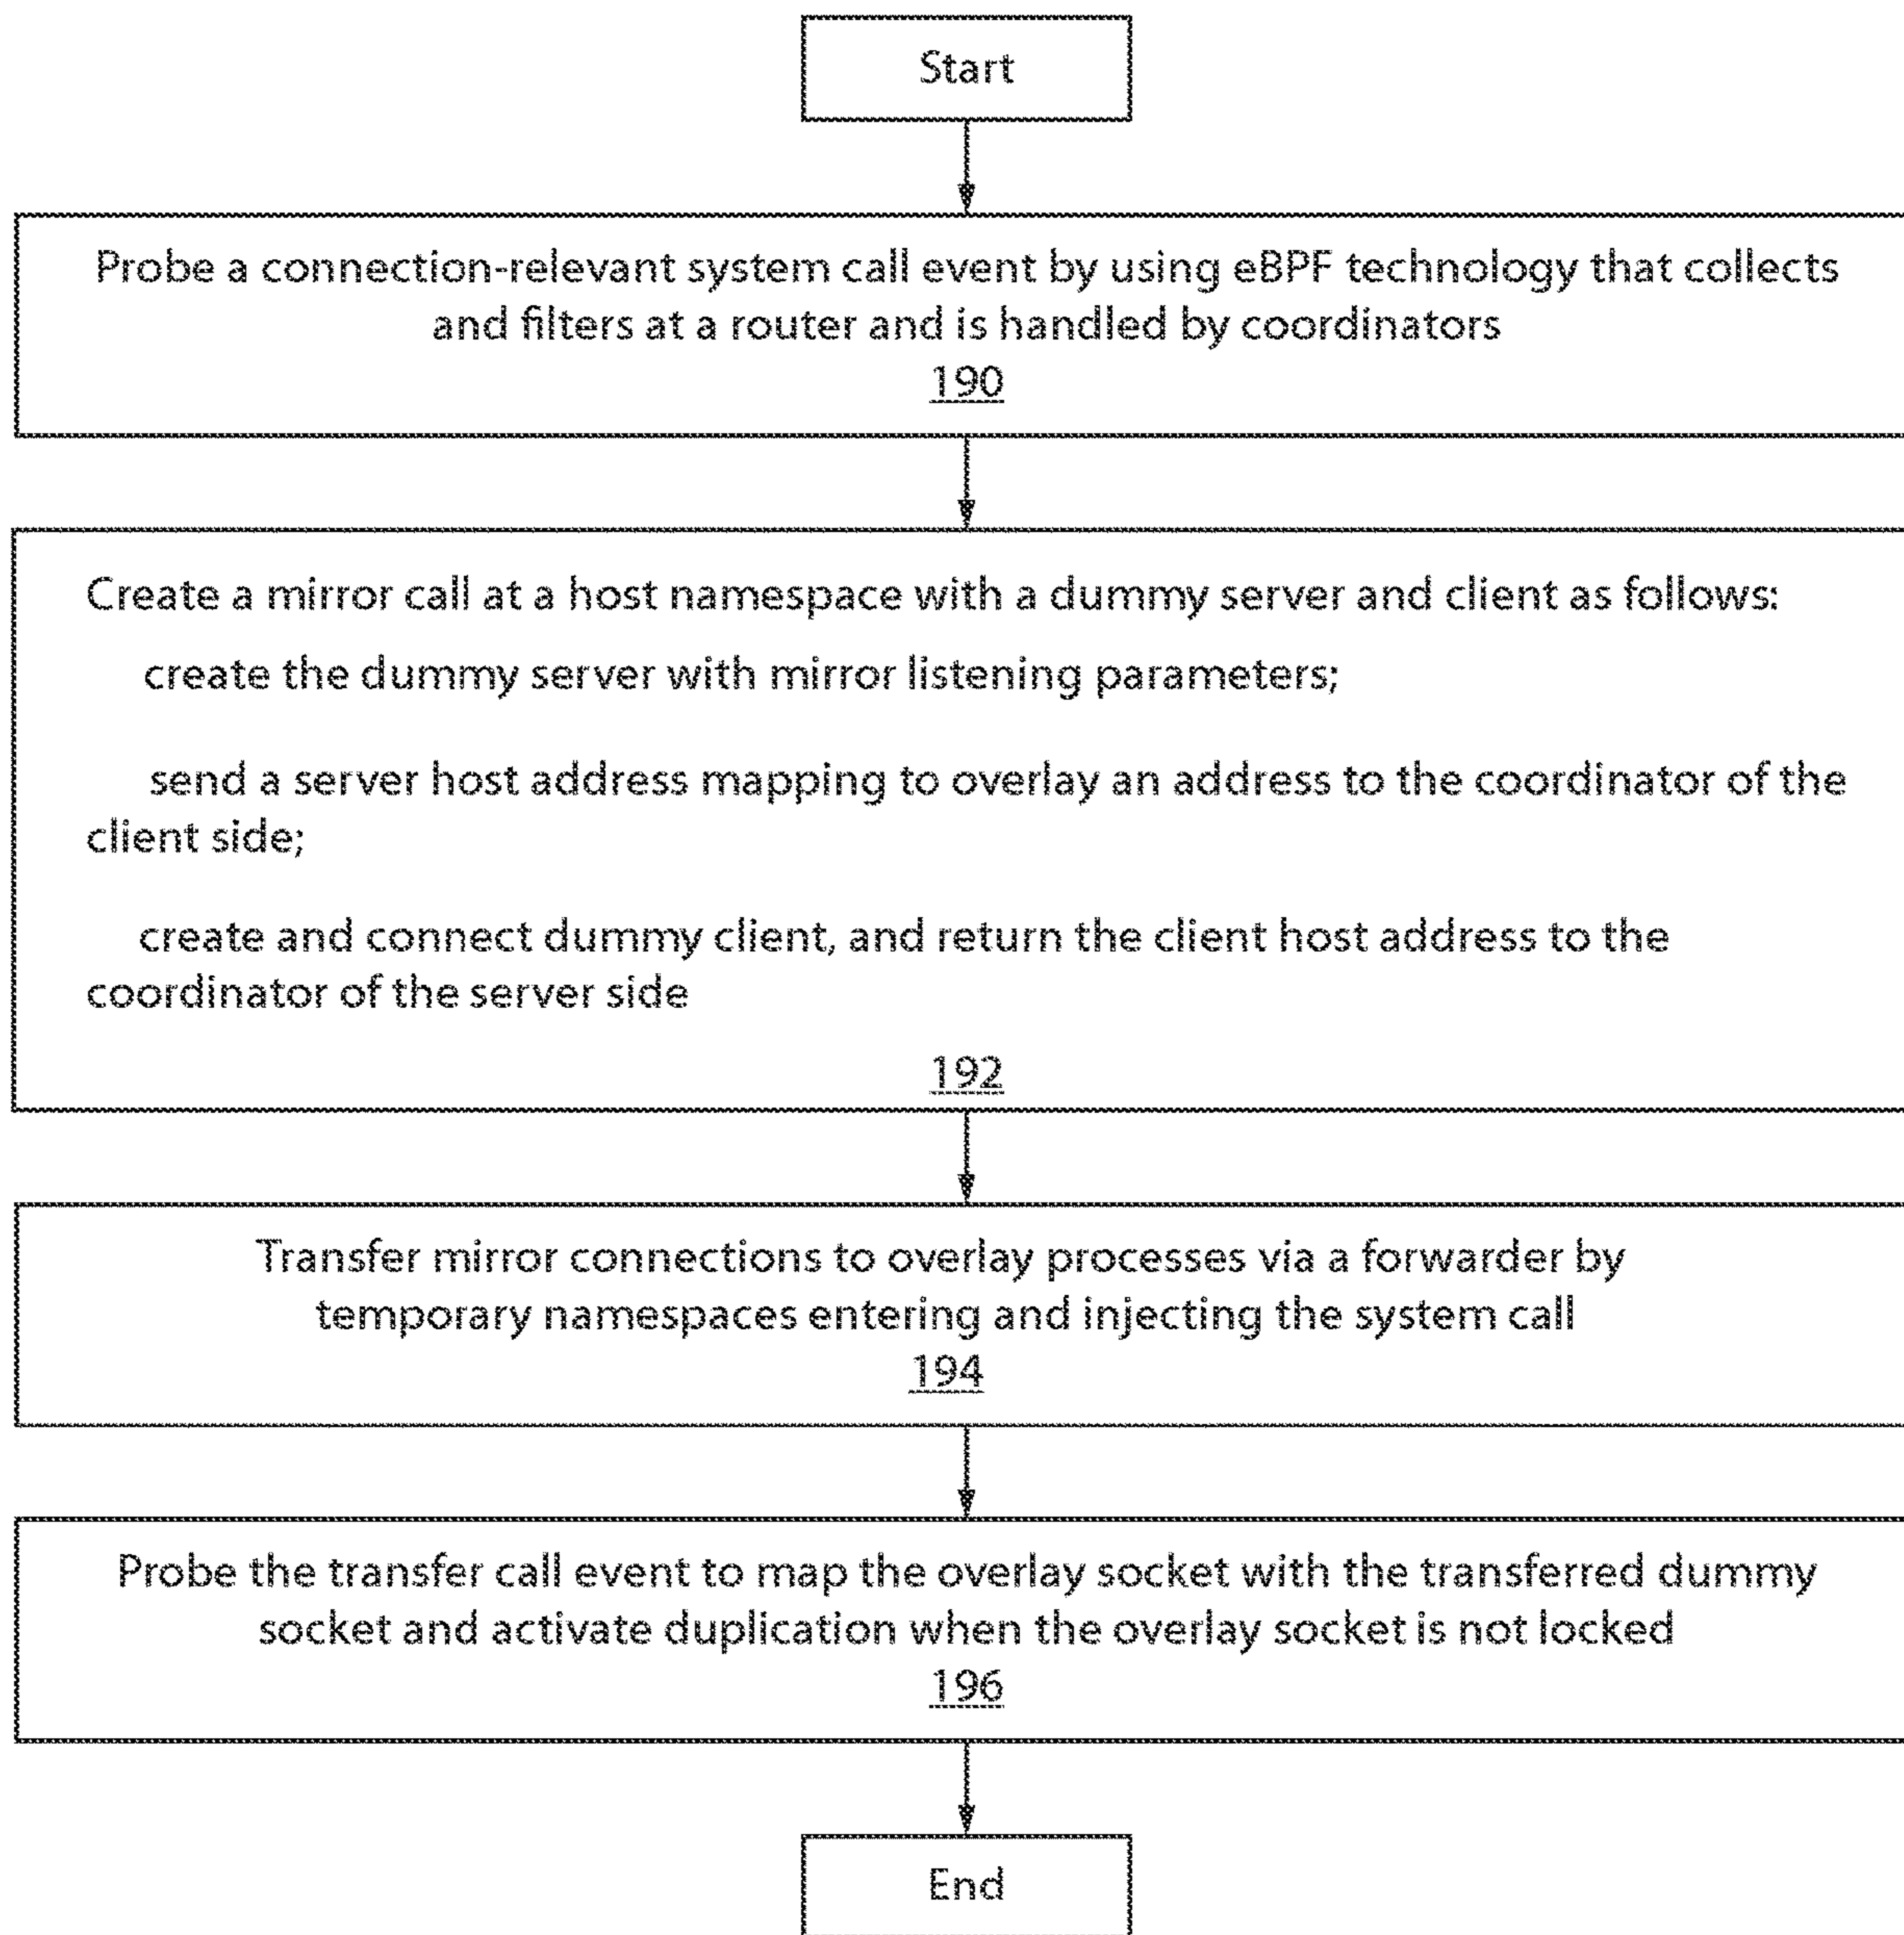 Start
Probe a connection-relevant system call event by using eBPF technology that collects
and filters at a router and is handled by coordinators
190
Create a mirror call at a host namespace with a dummy server and client as follows:
create the dummy server with mirror listening parameters;
send a server host address mapping to overlay an address to the coordinator of the
client side;
create and connect dummy client, and return the client host address to the
coordinator of the server side
192
Transfer mirror connections to overlay processes via a forwarder by
temporary namespaces entering and injecting the system call
194
Probe the transfer call event to map the overlay socket with the transferred dummy
socket and activate duplication when the overlay socket is not locked
196
End